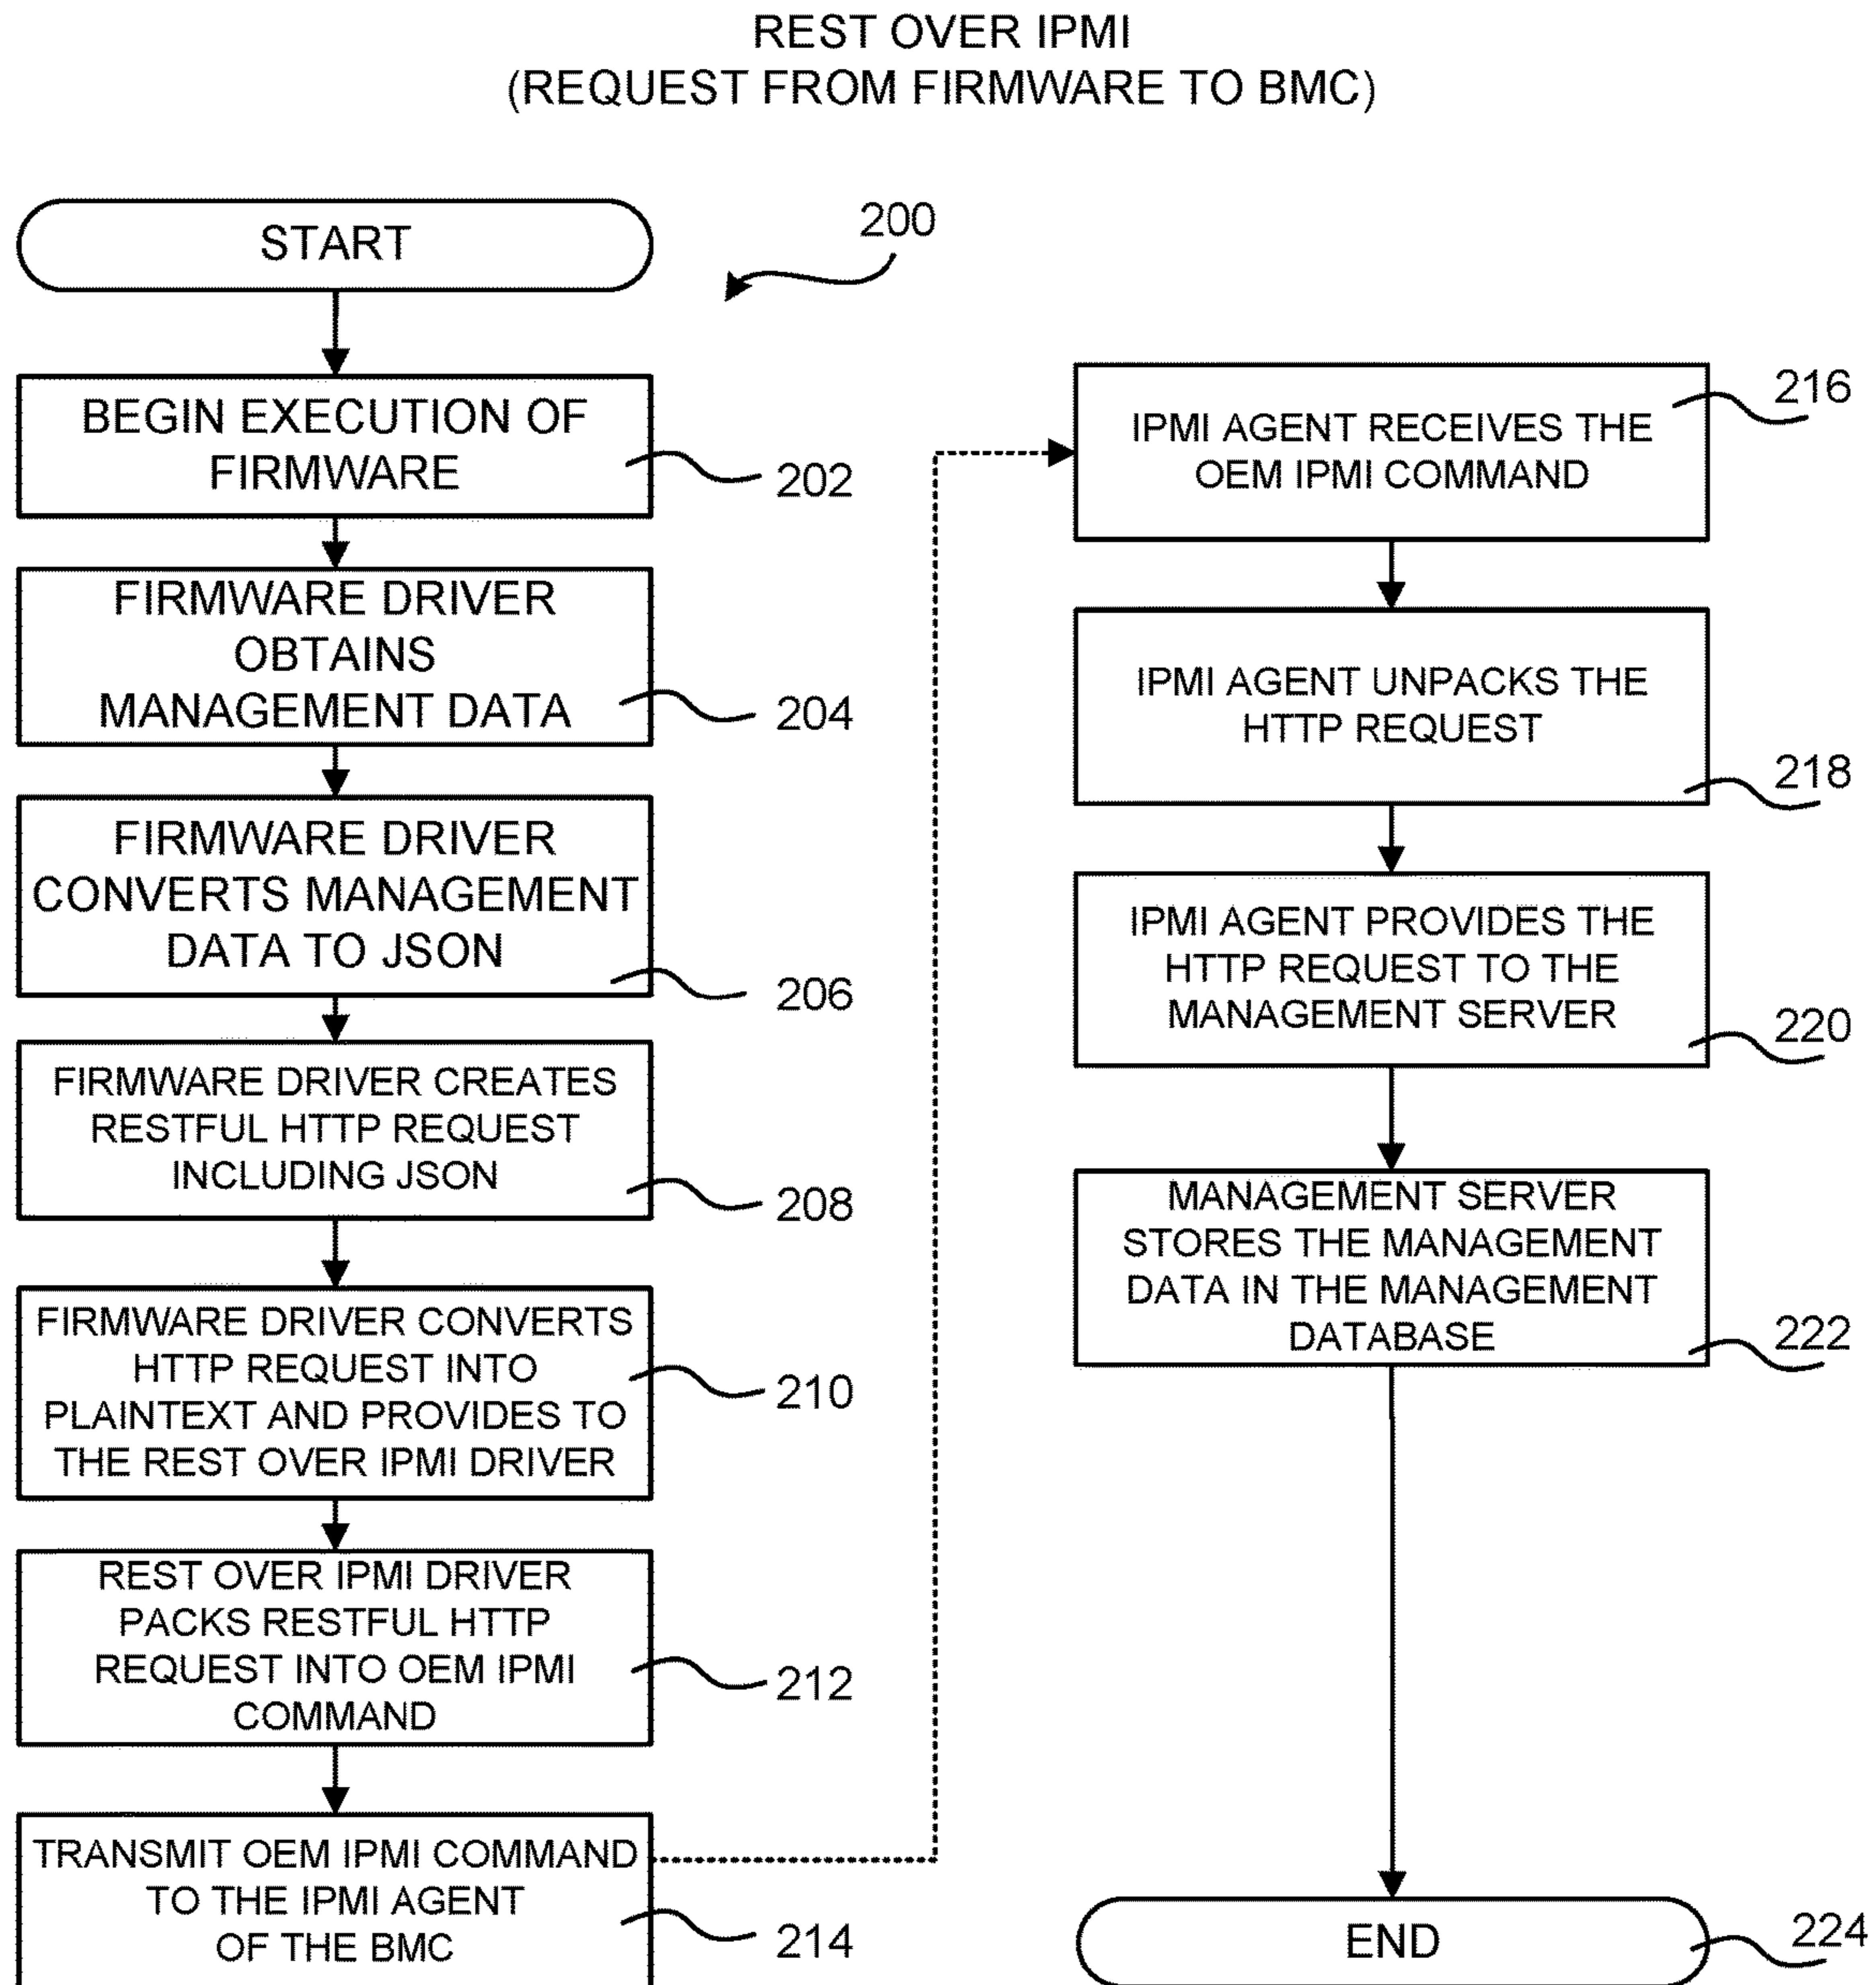 REST OVER IPMI
(REQUEST FROM FIRMWARE TO BMC)
200
START
BEGIN EXECUTION OF
FIRMWARE
202
FIRMWARE DRIVER
OBTAINS
MANAGEMENT DATA
204
FIRMWARE DRIVER
CONVERTS MANAGEMENT
DATA TO JSON
206
FIRMWARE DRIVER CREATES
RESTFUL HTTP REQUEST
INCLUDING JSON
208
FIRMWARE DRIVER CONVERTS
HTTP REQUEST INTO
PLAINTEXT AND PROVIDES TO
THE REST OVER IPMI DRIVER
210
REST OVER IPMI DRIVER
PACKS RESTFUL HTTP
REQUEST INTO OEM IPMI
COMMAND
212
TRANSMIT OEM IPMI COMMAND
TO THE IPMI AGENT
OF THE BMC
214
IPMI AGENT RECEIVES THE
OEM IPMI COMMAND
216
IPMI AGENT UNPACKS THE
HTTP REQUEST
218
IPMI AGENT PROVIDES THE
HTTP REQUEST TO THE
MANAGEMENT SERVER
220
MANAGEMENT SERVER
STORES THE MANAGEMENT
DATA IN THE MANAGEMENT
DATABASE
222
END
224